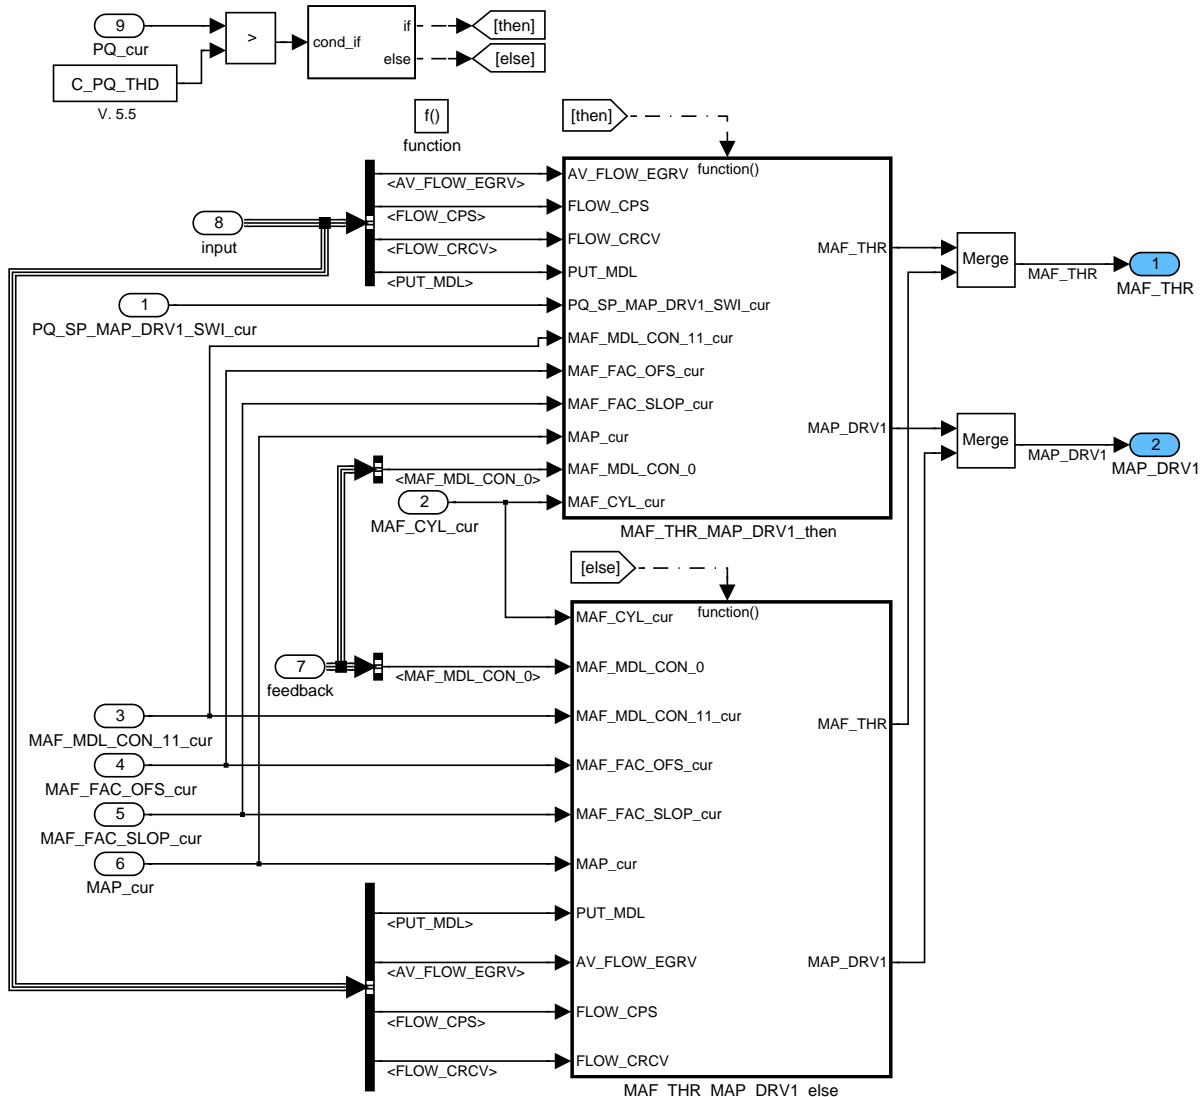 9
PQ_cur
C_PQ_THD
V. 5.5
>
cond_if
if
else
[then]
[else]
f()
function
[then]
function()
8
input
<AV_FLOW_EGRV>
<FLOW_CPS>
<FLOW_CRCV>
<PUT_MDL>
1
PQ_SP_MAP_DRV1_SWI_cur
AV_FLOW_EGRV
FLOW_CPS
FLOW_CRCV
PUT_MDL
PQ_SP_MAP_DRV1_SWI_cur
MAF_MDL_CON_11_cur
MAF_FAC_OFS_cur
MAF_FAC_SLOP_cur
MAP_cur
MAF_MDL_CON_0
MAF_CYL_cur
MAF_THR
MAP_DRV1
<MAF_MDL_CON_0>
2
MAF_CYL_cur
MAF_THR_MAP_DRV1_then
Merge
MAF_THR
1
MAF_THR
Merge
MAP_DRV1
2
MAP_DRV1
[else]
function()
7
feedback
<MAF_MDL_CON_0>
3
MAF_MDL_CON_11_cur
4
MAF_FAC_OFS_cur
5
MAF_FAC_SLOP_cur
6
MAP_cur
<PUT_MDL>
<AV_FLOW_EGRV>
<FLOW_CPS>
<FLOW_CRCV>
MAF_CYL_cur
MAF_MDL_CON_0
MAF_MDL_CON_11_cur
MAF_FAC_OFS_cur
MAF_FAC_SLOP_cur
MAP_cur
PUT_MDL
AV_FLOW_EGRV
FLOW_CPS
FLOW_CRCV
MAF_THR
MAP_DRV1
MAF_THR_MAP_DRV1_else